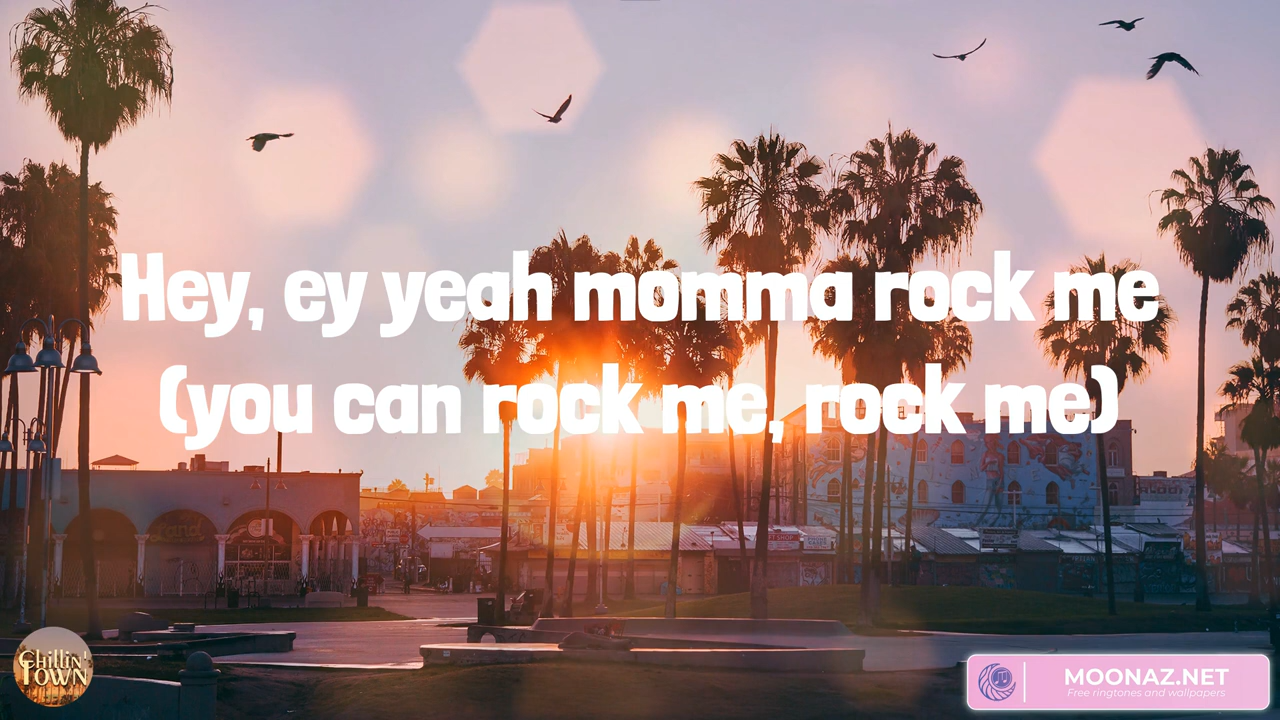 Hey, ey yeah momma rock me
(you can rock me, rock me)
Chillin'
TOWN
MOONAZ.NET
Free ringtones and wallpapers